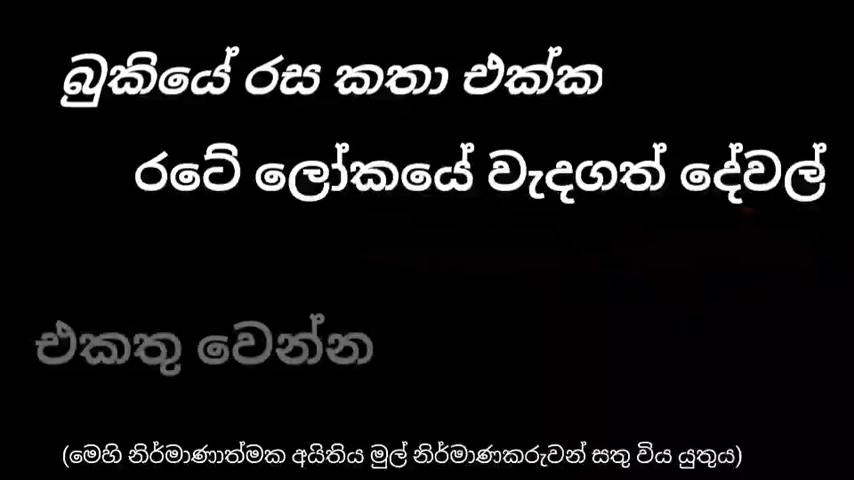 බුකියේ රස කතා එක්ක
රටේ ලෝකයේ වැදගත් දේවල්
එකතු වෙන්න
(මෙහි නිර්මාණාත්මක අයිතිය මුල් නිර්මාණකරුවන් සතු විය යුතුය)